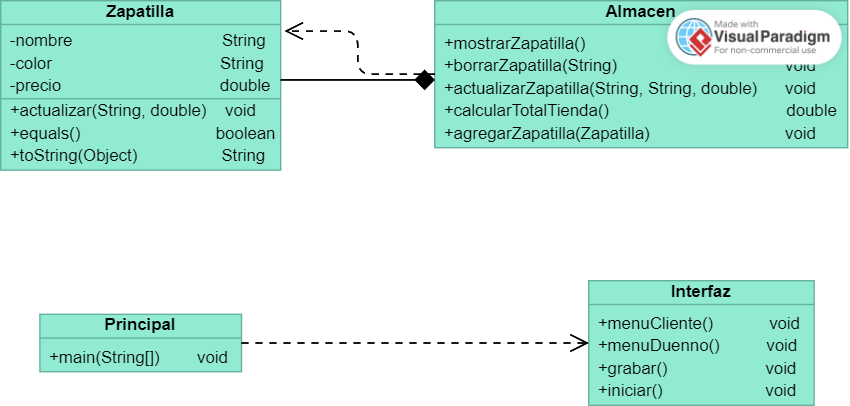 Zapatilla
-nombre String
-color String
-precio double
+actualizar(String, double) void
+equals() boolean
+toString(Object) String
Almacen
+mostrarZapatilla()
+borrarZapatilla(String) void
+actualizarZapatilla(String, String, double) void
+calcularTotalTienda() double
+agregarZapatilla(Zapatilla) void
Made with
Visual Paradigm
For non-commercial use
Principal
+main(String[]) void
Interfaz
+menuCliente() void
+menuDuenno() void
+grabar() void
+iniciar() void